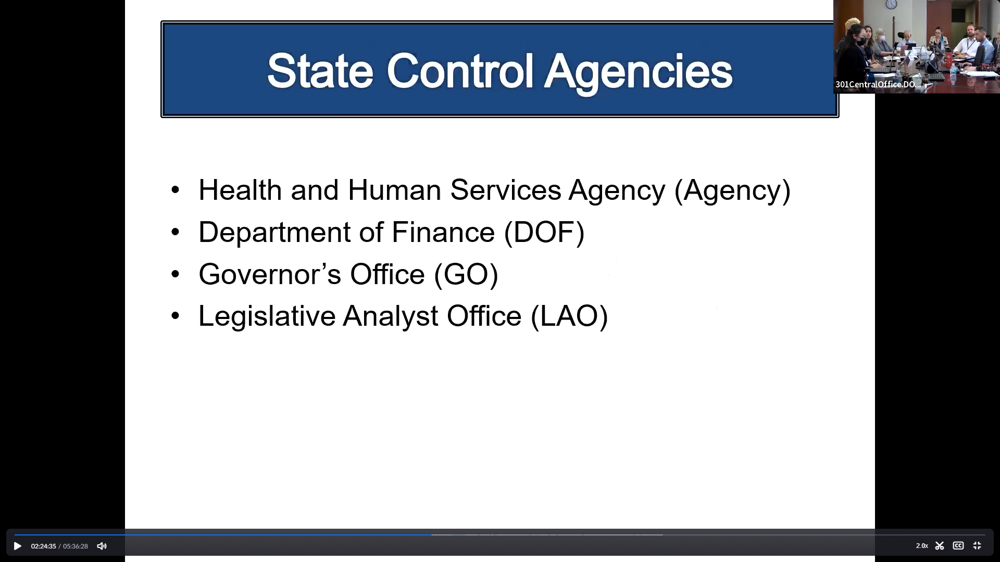 State Control Agencies
301CentralOffice.DO...
• Health and Human Services Agency (Agency)
• Department of Finance (DOF)
• Governor’s Office (GO)
• Legislative Analyst Office (LAO)
02:24:35 / 05:36:28
2.0x
CC